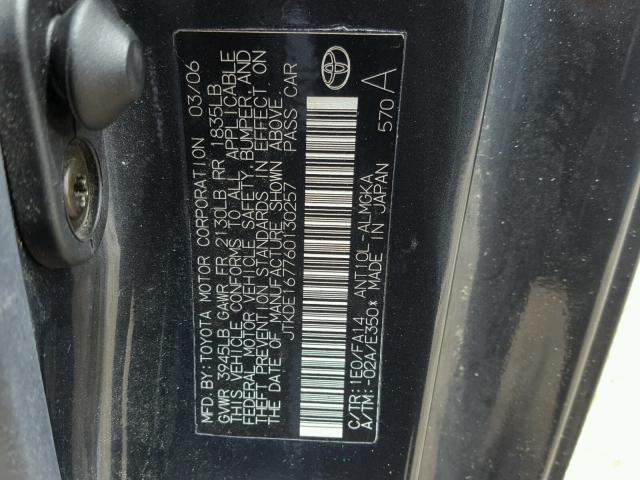 MFD.BY: TOYOTA MOTOR CORPORATION 03/06
GVWR 3945LB GAWR FR 2130LB RR 1835LB
THIS VEHICLE CONFORMS TO ALL APPLICABLE
FEDERAL MOTOR VEHICLE SAFETY, BUMPER, AND
THEFT PREVENTION STANDARDS IN EFFECT ON
THE DATE OF MANUFACTURE SHOWN ABOVE.
JTKDE167760130257 PASS CAR
C/TR: 1E0/FA14 ANT10L-ALMGKA
A/TM: -02A/E350* MADE IN JAPAN 570 A